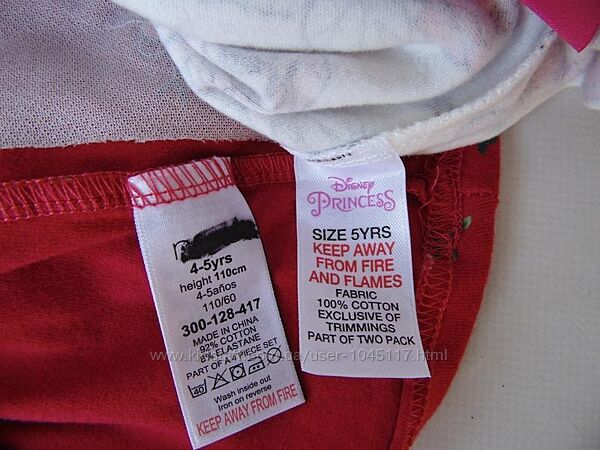 4-5yrs
height 110cm
4-5años
110/60
300-128-417
MADE IN CHINA
92% COTTON
8% ELASTANE
PART OF A 4 PIECE SET
40
Wash inside out
Iron on reverse
KEEP AWAY FROM FIRE
Disney
PRINCESS
SIZE 5YRS
KEEP AWAY
FROM FIRE
AND FLAMES
FABRIC
100% COTTON
EXCLUSIVE OF
TRIMMINGS
PART OF TWO PACK